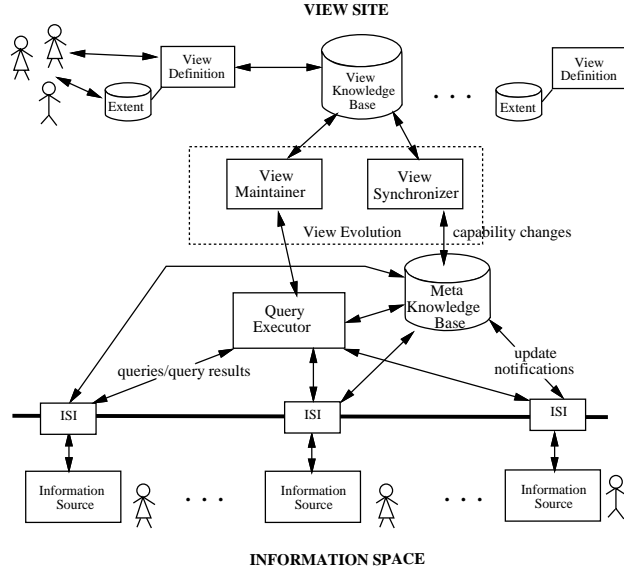 VIEW SITE
View
Definition
Extent
View
Knowledge
Base
. . .
Extent
View
Definition
View
Maintainer
View
Synchronizer
View Evolution
capability changes
Query
Executor
Meta
Knowledge
Base
queries/query results
update
notifications
ISI
ISI
ISI
Information
Source
. . .
Information
Source
. . .
Information
Source
INFORMATION SPACE